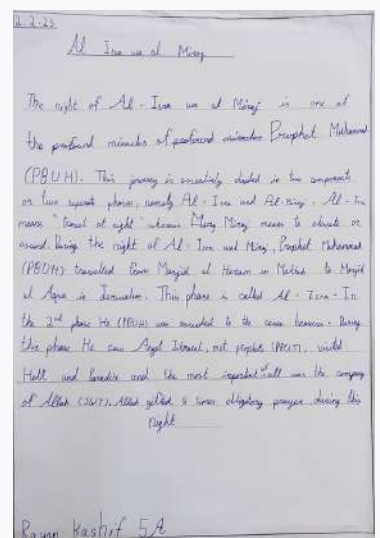 2.2.23
Al Isra wa al Miraj
The night of Al-Isra wa al Miraj is one of
the profound miracles of Prophet Muhammad
(PBUH). This journey is essentially divided in two components
or two separate phases, namely Al-Isra and Al-Miraj. Al-Isra
means "travel at night" whereas Miraj means to elevate or
ascend. During the night of Al-Isra wal Miraj, Prophet Muhammad
(PBUH) travelled from Masjid al Haram in Makkah to Masjid
al Aqsa in Jerusalem. This phase is called Al-Isra. In
the 2nd phase He (PBUH) was ascended to the seven heavens. During
this phase He saw Angel Jibraeel, met prophets (PBUT), visited
Hell and Paradise and the most important of all was the company
of Allah (SWT). Allah gifted 5 times obligatory prayer during this
night
Rayan Kashif 5A